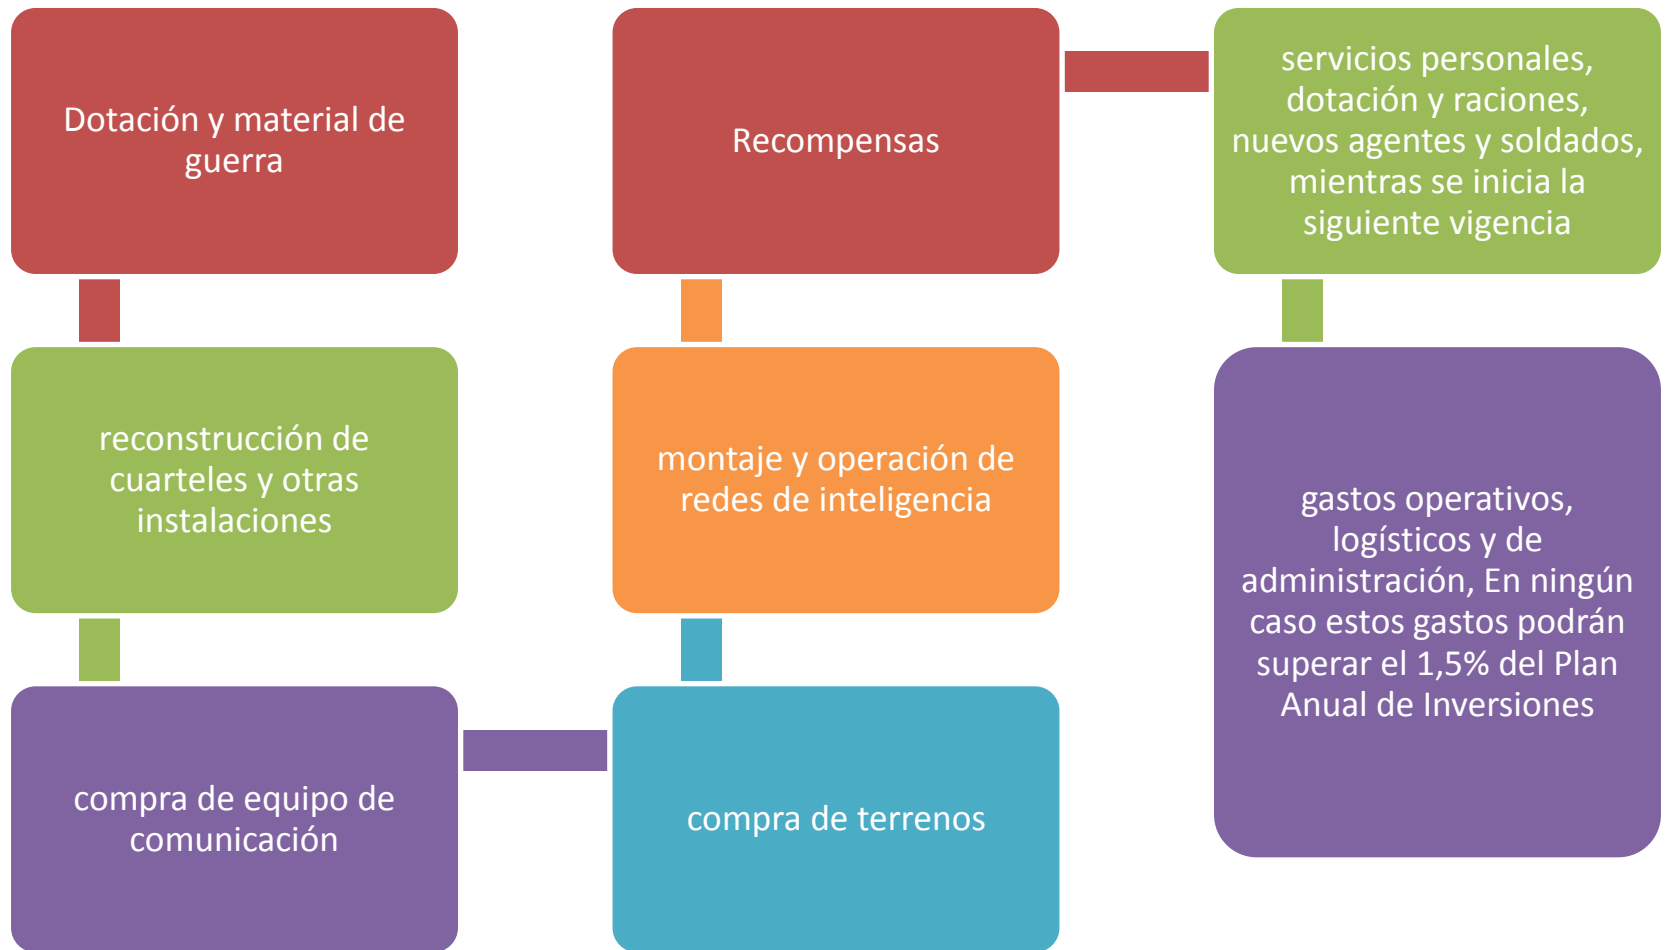 Dotación y material de
guerra
reconstrucción de
cuarteles y otras
instalaciones
compra de equipo de
comunicación
compra de terrenos
montaje y operación de
redes de inteligencia
Recompensas
servicios personales,
dotación y raciones,
nuevos agentes y soldados,
mientras se inicia la
siguiente vigencia
gastos operativos,
logísticos y de
administración, En ningún
caso estos gastos podrán
superar el 1,5% del Plan
Anual de Inversiones